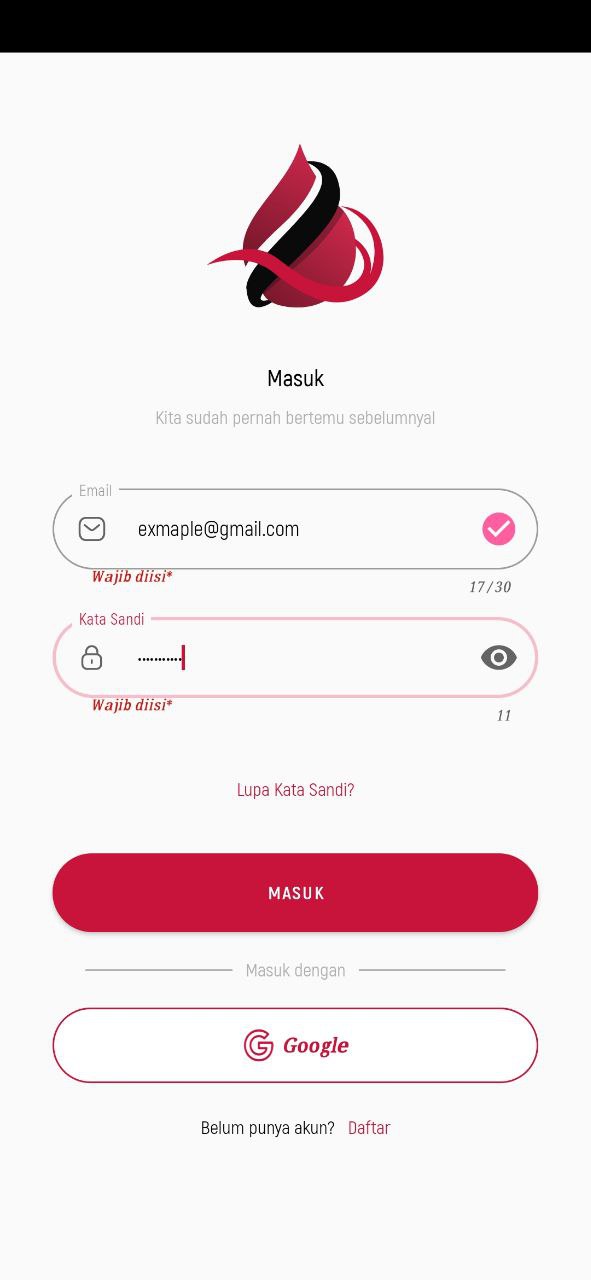 Masuk
Kita sudah pernah bertemu sebelumnya!
Email
exmaple@gmail.com
Wajib diisi*
17/30
Kata Sandi
...........
Wajib diisi*
11
Lupa Kata Sandi?
MASUK
Masuk dengan
Google
Belum punya akun? Daftar